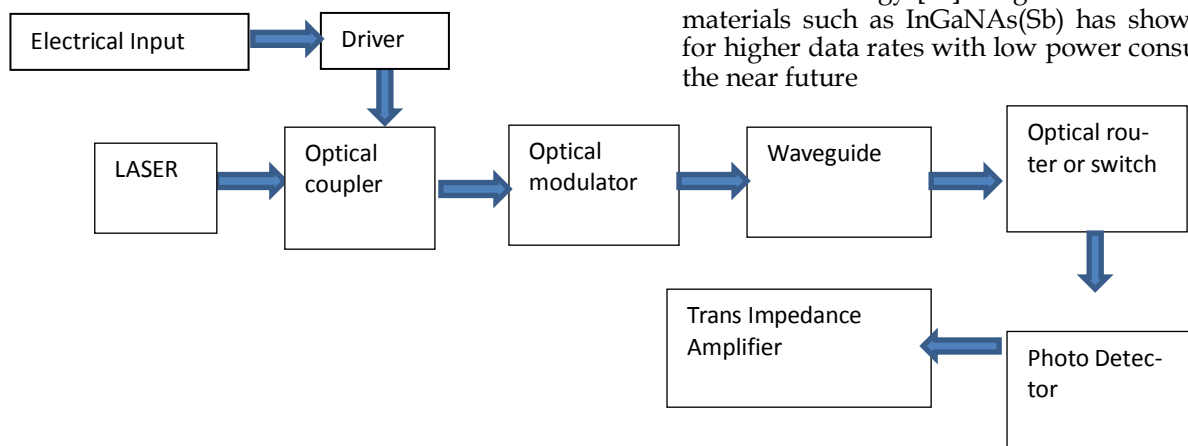 materials such as InGaNAs(Sb) has show
for higher data rates with low power consu
the near future
Electrical Input
Driver
LASER
Optical
coupler
Optical
modulator
Waveguide
Optical rou-
ter or switch
Trans Impedance
Amplifier
Photo Detec-
tor